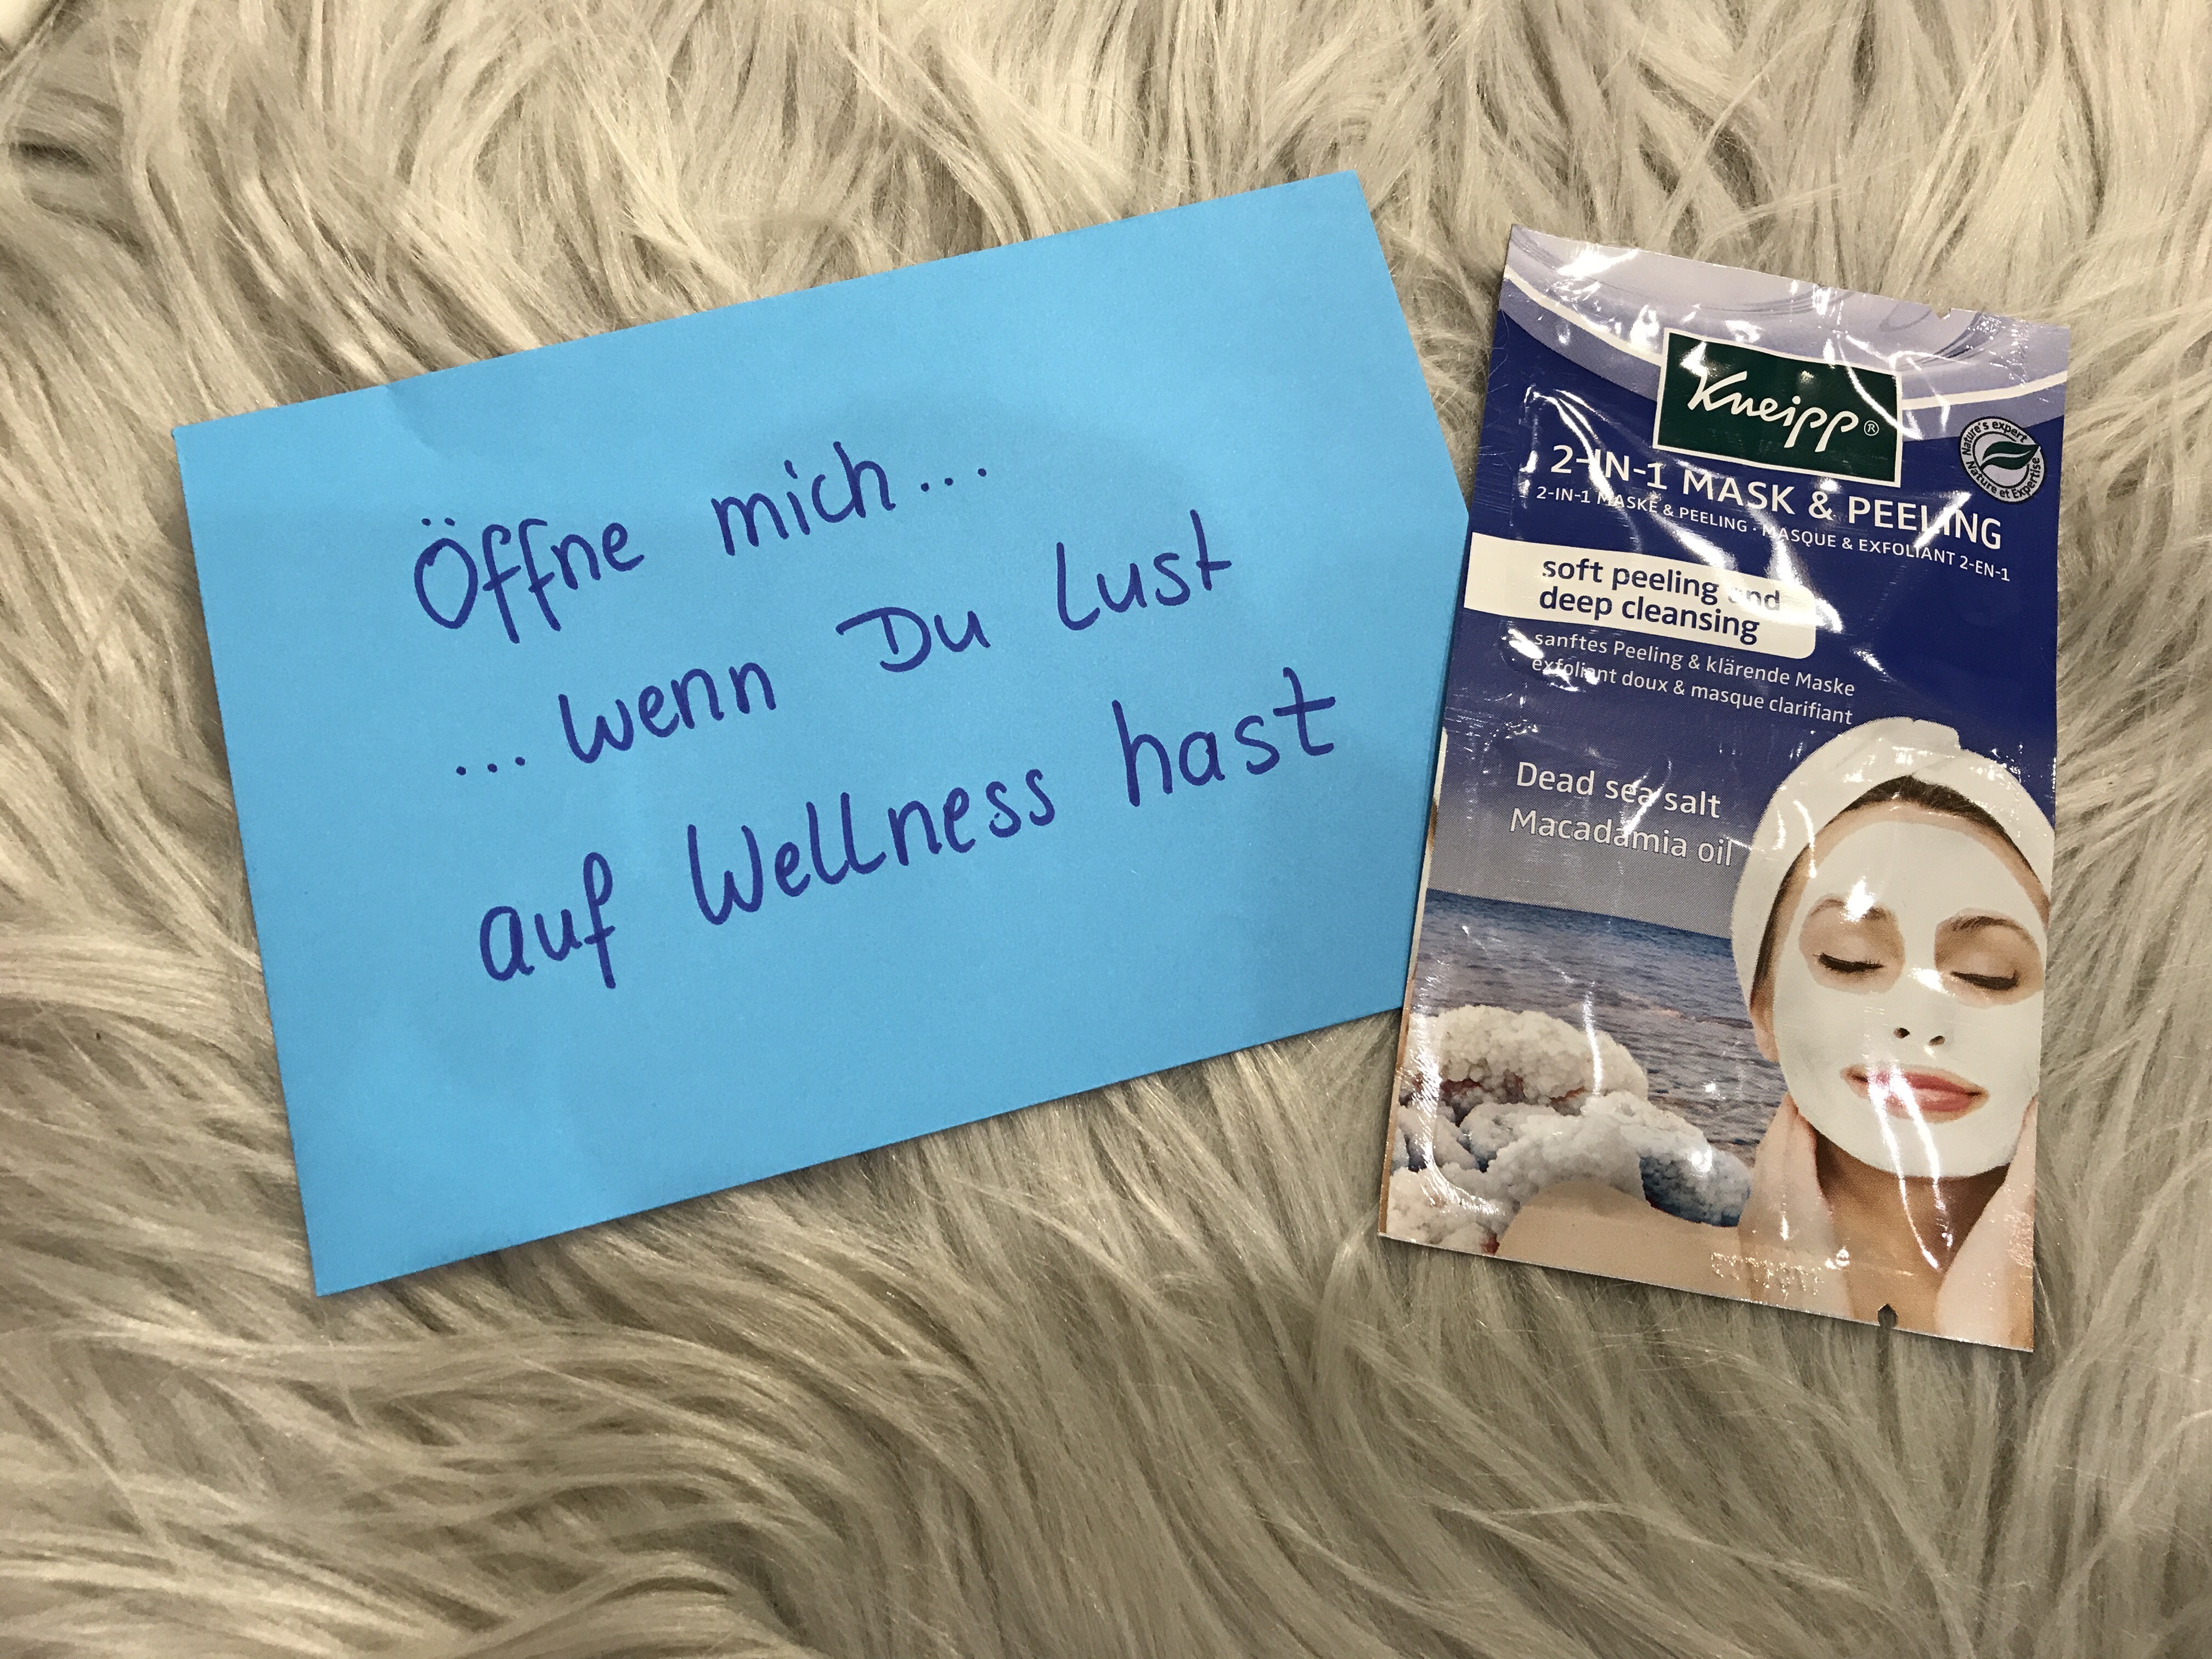 Öffne mich...
...wenn Du Lust
auf Wellness hast
Kneipp®
Nature's expert
Nature et Expertise
2-IN-1 MASK & PEELING
2-IN-1 MASKE & PEELING · MASQUE & EXFOLIANT 2-EN-1
soft peeling and
deep cleansing
sanftes Peeling & klärende Maske
exfoliant doux & masque clarifiant
Dead sea salt
Macadamia oil